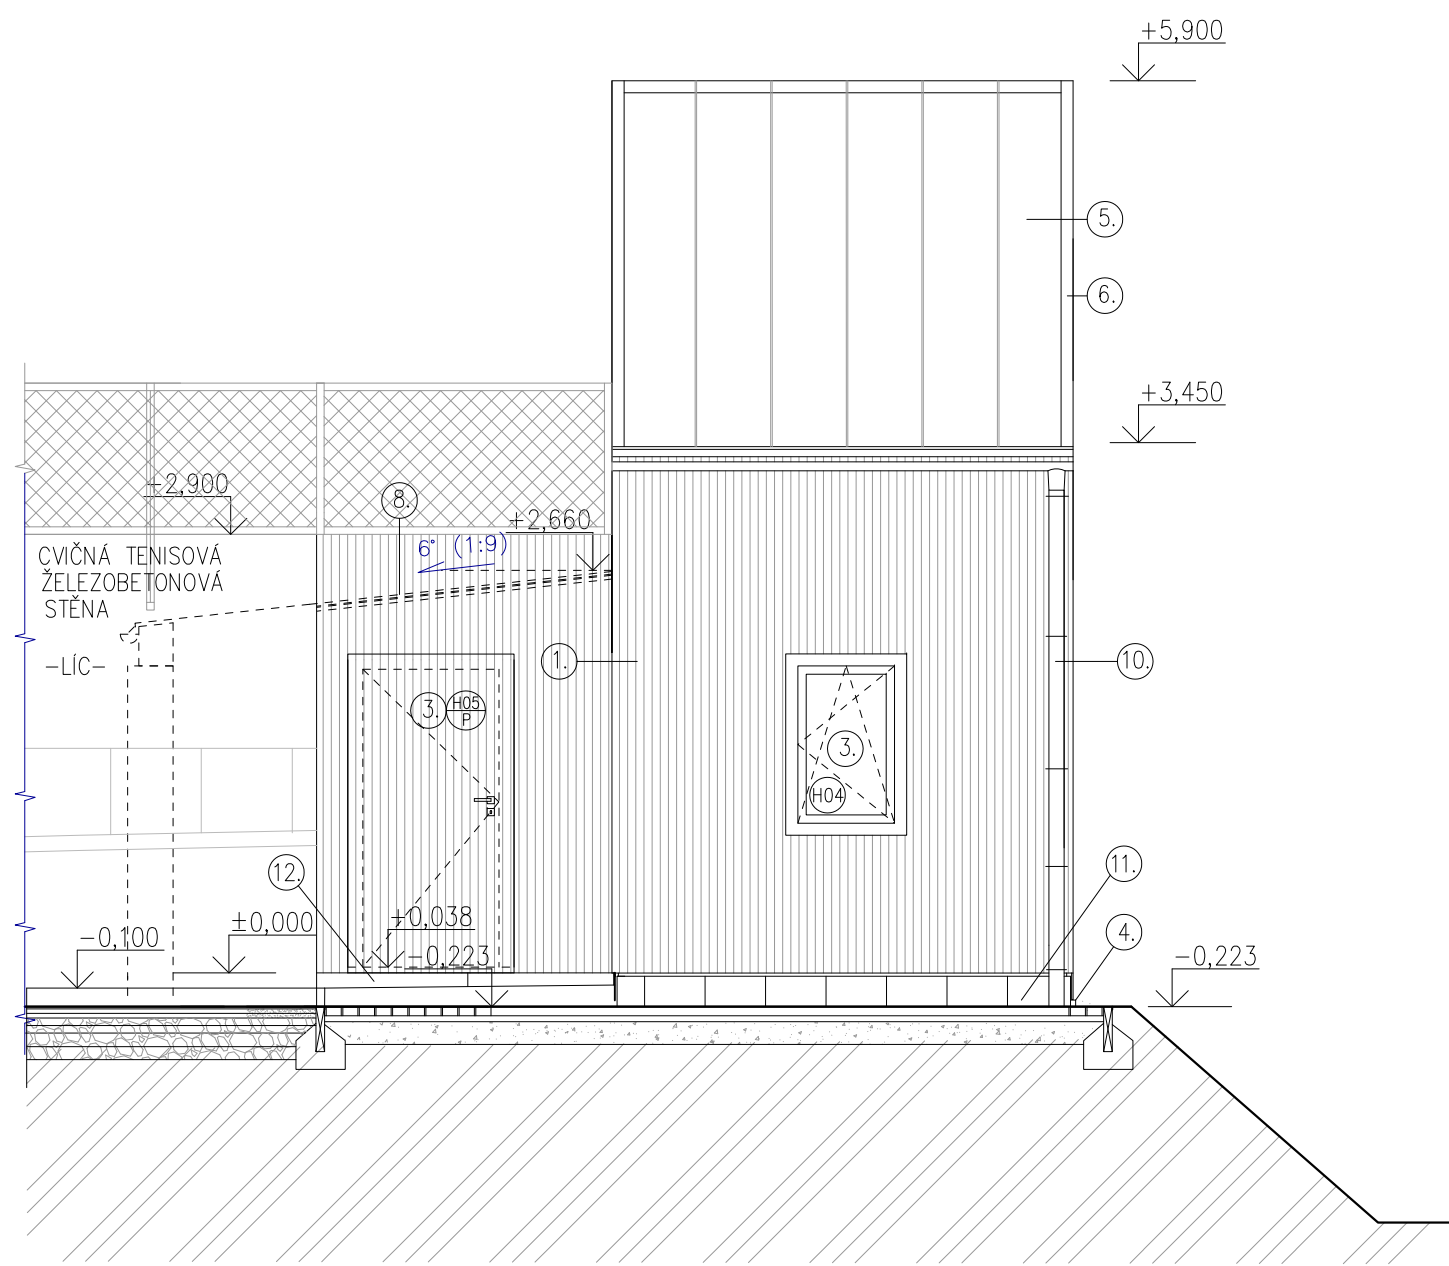 +5,900
5.
6.
+3,450
+2,900
8.
+2,660
6° (1:9)
CVIČNÁ TENISOVÁ
ŽELEZOBETONOVÁ
STĚNA
-LÍC-
1.
10.
3.
H05
P
3.
H04
12.
11.
+0,038
±0,000
4.
-0,100
-0,223
-0,223